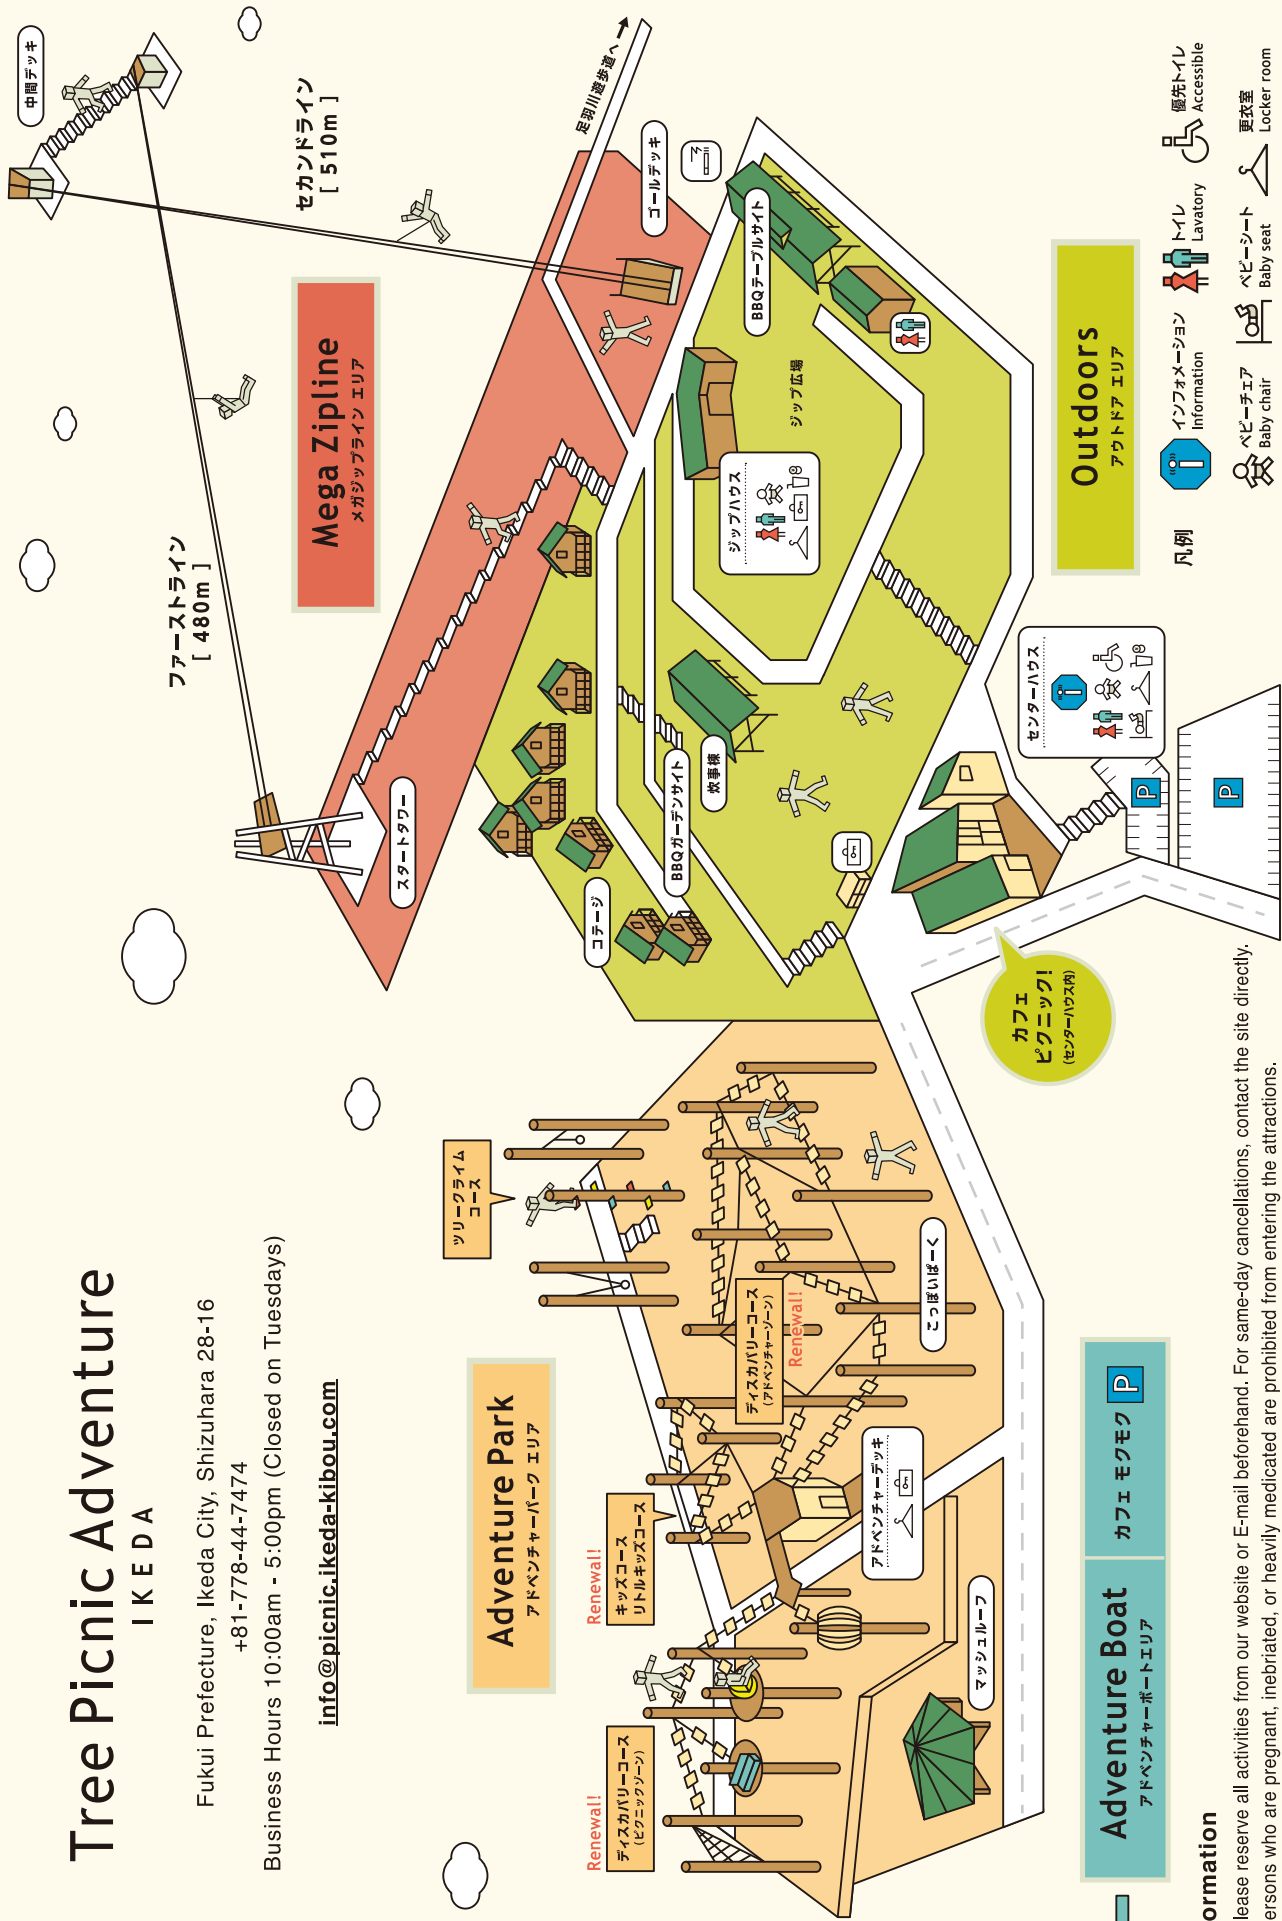 Tree Picnic Adventure
IKEDA
Fukui Prefecture, Ikeda City, Shizuhara 28-16
+81-778-44-7474
Business Hours 10:00am - 5:00pm (Closed on Tuesdays)
info@picnic.ikeda-kibou.com
中間デッキ
セカンドライン
[ 510m ]
ファーストライン
[ 480m ]
Mega Zipline
メガジップライン エリア
足羽川遊歩道へ
ゴールデッキ
スタートタワー
BBQテーブルサイト
ジップ広場
ジップハウス
コテージ
BBQガーデンサイト
炊事棟
Outdoors
アウトドア エリア
センターハウス
P
P
カフェ
ピクニック!
(センターハウス内)
ツリークライム
コース
Adventure Park
アドベンチャーパーク エリア
Renewal!
キッズコース
リトルキッズコース
Renewal!
ディスカバリーコース
(ピクニックゾーン)
ディスカバリーコース
(アドベンチャーゾーン)
Renewal!
こっぽいぱーく
アドベンチャーデッキ
マッシュルーフ
Adventure Boat
アドベンチャーボートエリア
カフェ モクモク P
凡例
インフォメーション
Information
トイレ
Lavatory
優先トイレ
Accessible
ベビーチェア
Baby chair
ベビーシート
Baby seat
更衣室
Locker room
ormation
lease reserve all activities from our website or E-mail beforehand. For same-day cancellations, contact the site directly.
ersons who are pregnant, inebriated, or heavily medicated are prohibited from entering the attractions.